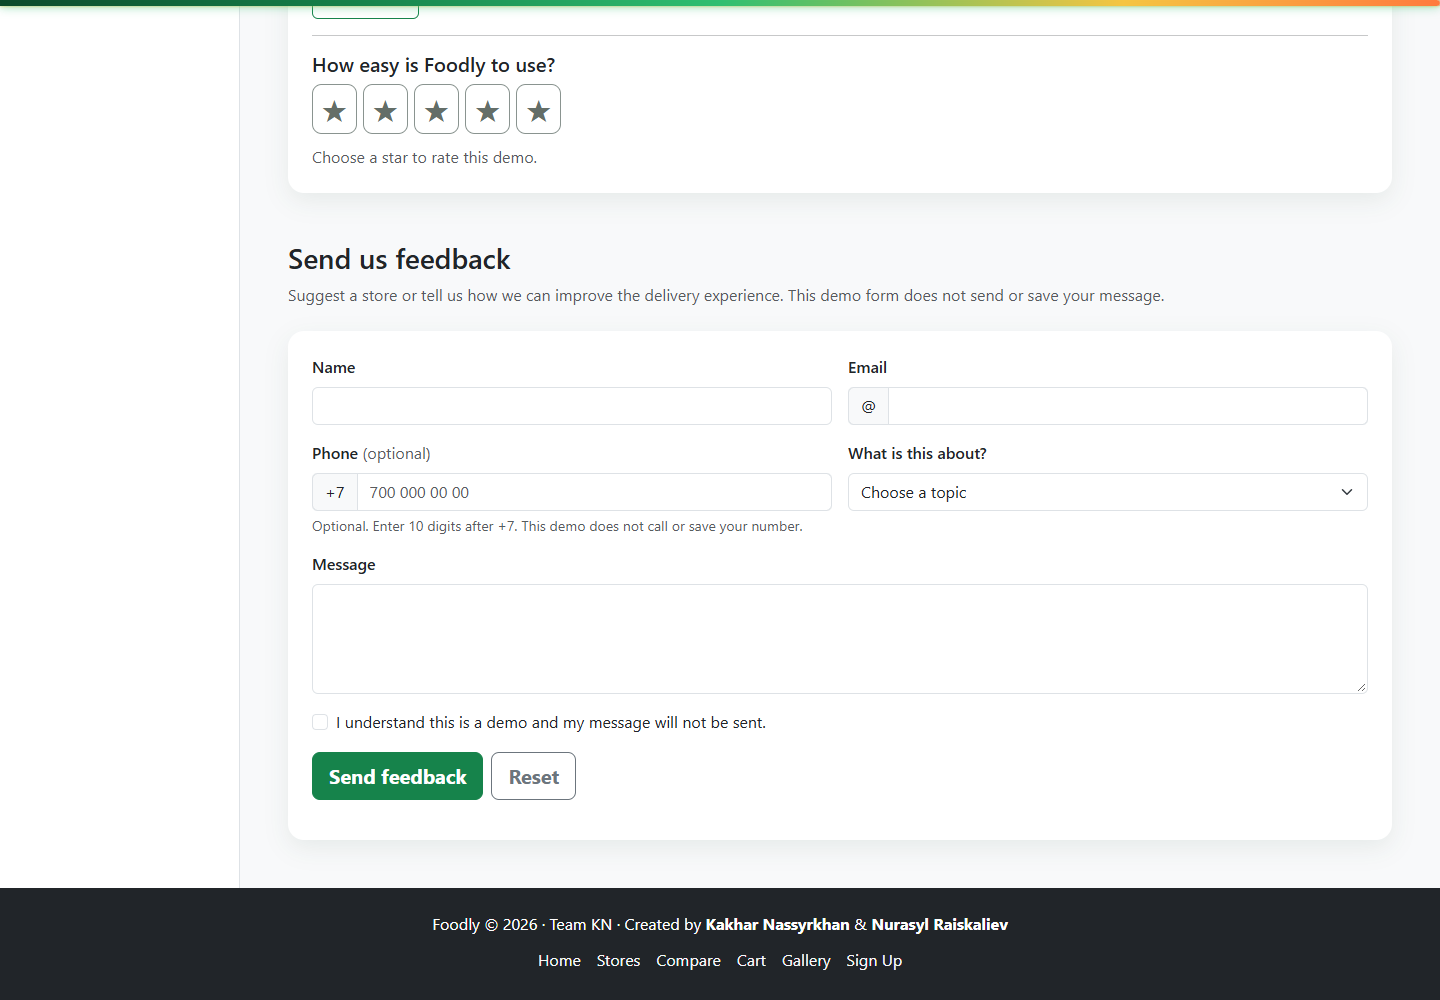 How easy is Foodly to use?
★ ★ ★ ★ ★
Choose a star to rate this demo.
Send us feedback
Suggest a store or tell us how we can improve the delivery experience. This demo form does not send or save your message.
Name
Email
@
Phone (optional)
What is this about?
+7 700 000 00 00
Choose a topic
Optional. Enter 10 digits after +7. This demo does not call or save your number.
Message
I understand this is a demo and my message will not be sent.
Send feedback
Reset
Foodly © 2026 · Team KN · Created by Kakhar Nassyrkhan & Nurasyl Raiskaliev
Home Stores Compare Cart Gallery Sign Up